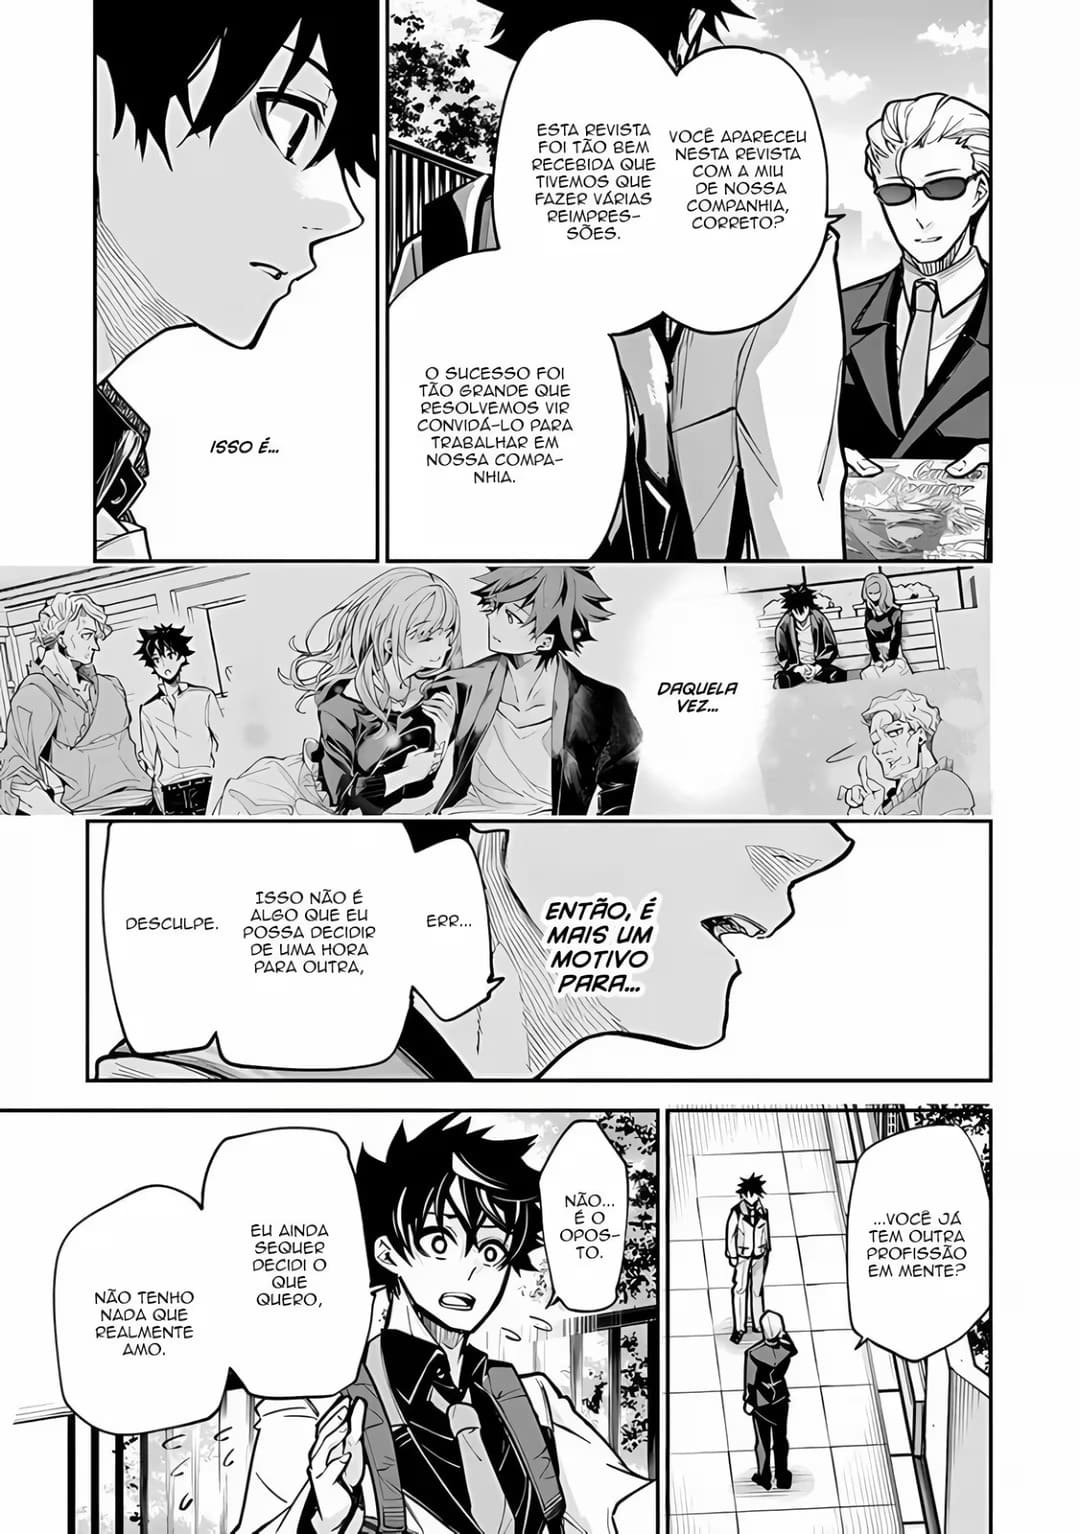 VOCÊ APARECEU
NESTA REVISTA
COM A MIU
DE NOSSA
COMPANHIA,
CORRETO?
ESTA REVISTA
FOI TÃO BEM
RECEBIDA QUE
TIVEMOS QUE
FAZER VÁRIAS
REIMPRES-
SÕES.
O SUCESSO FOI
TÃO GRANDE QUE
RESOLVEMOS VIR
CONVIDÁ-LO PARA
TRABALHAR EM
NOSSA COMPA-
NHIA.
ISSO É...
DAQUELA
VEZ...
ENTÃO, É
MAIS UM
MOTIVO
PARA...
ERR...
ISSO NÃO É
ALGO QUE EU
POSSA DECIDIR
DE UMA HORA
PARA OUTRA,
DESCULPE.
...VOCÊ JÁ
TEM OUTRA
PROFISSÃO
EM MENTE?
NÃO...
É O
OPOS-
TO.
EU AINDA
SEQUER
DECIDI O
QUE
QUERO,
NÃO TENHO
NADA QUE
REALMENTE
AMO.